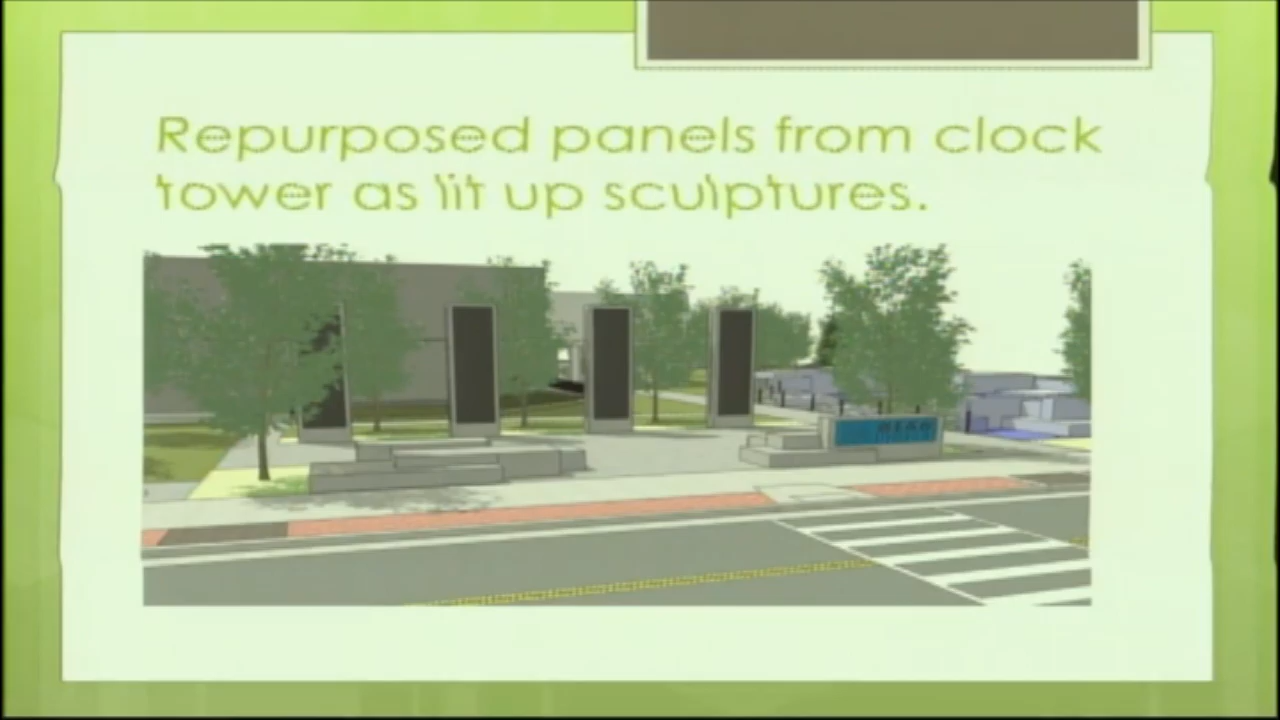 Repurposed panels from clock
tower as lit up sculptures.